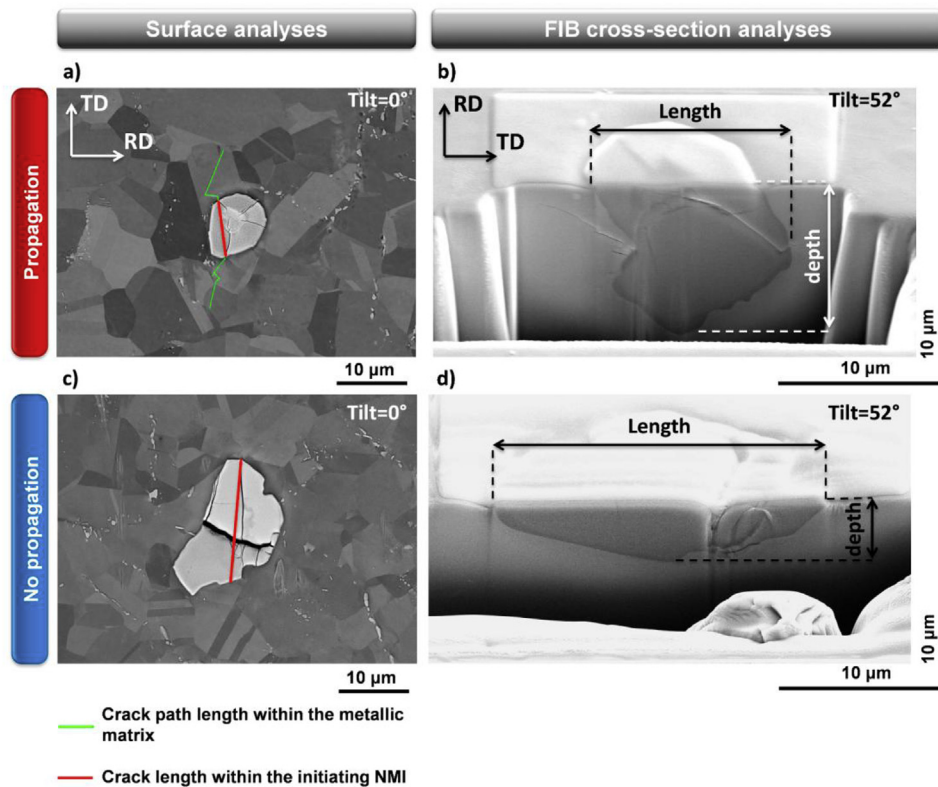 Surface analyses
FIB cross-section analyses
Propagation
a)
TD
RD
Tilt=0°
10 µm
b)
RD
TD
Length
Tilt=52°
depth
10 µm
10 µm
No propagation
c)
Tilt=0°
10 µm
d)
Length
Tilt=52°
depth
10 µm
10 µm
Crack path length within the metallic
matrix
Crack length within the initiating NMI